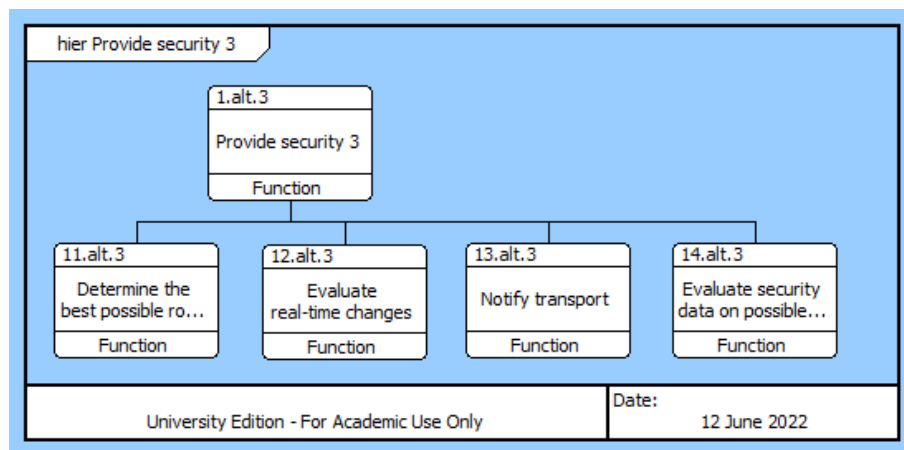 hier Provide security 3
1.alt.3
Provide security 3
Function
11.alt.3
Determine the
best possible ro...
Function
12.alt.3
Evaluate
real-time changes
Function
13.alt.3
Notify transport
Function
14.alt.3
Evaluate security
data on possible...
Function
University Edition - For Academic Use Only
Date:
12 June 2022